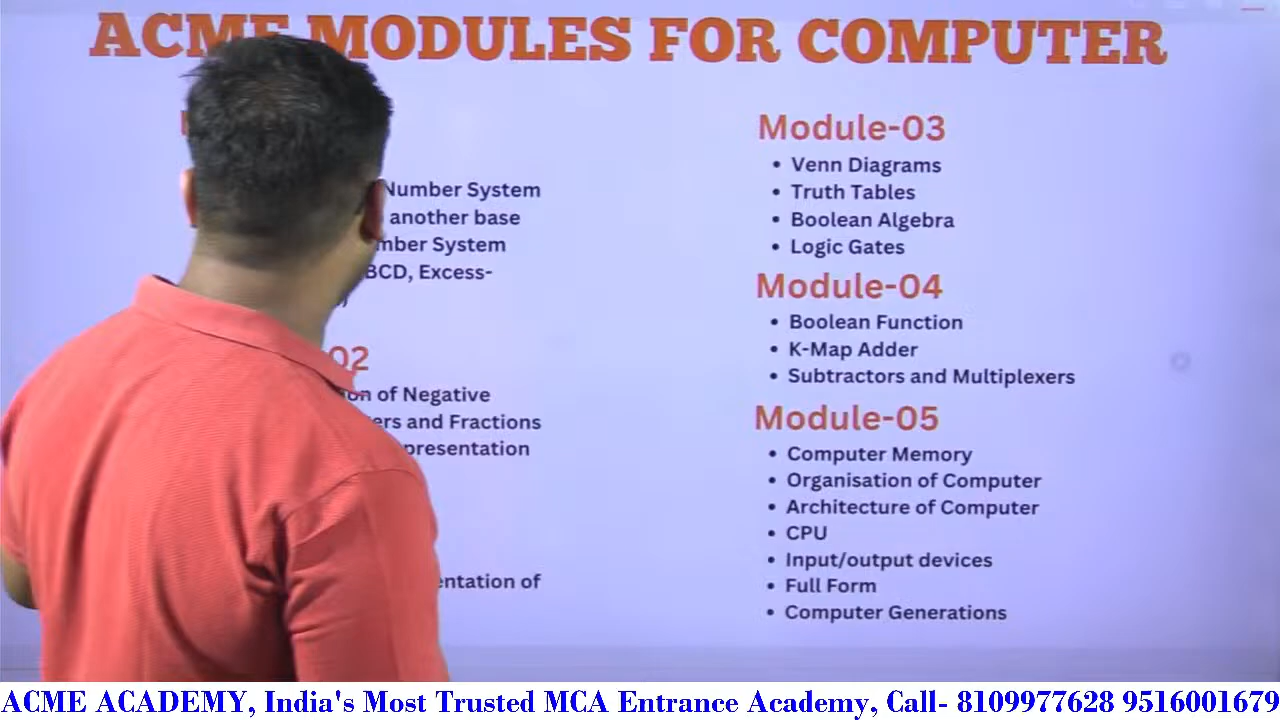 ACME MODULES FOR COMPUTER
Number System
another base
mber System
BCD, Excess-
02
on of Negative
ers and Fractions
presentation
entation of
Module-03
• Venn Diagrams
• Truth Tables
• Boolean Algebra
• Logic Gates
Module-04
• Boolean Function
• K-Map Adder
• Subtractors and Multiplexers
Module-05
• Computer Memory
• Organisation of Computer
• Architecture of Computer
• CPU
• Input/output devices
• Full Form
• Computer Generations
ACME ACADEMY, India's Most Trusted MCA Entrance Academy, Call- 8109977628 9516001679